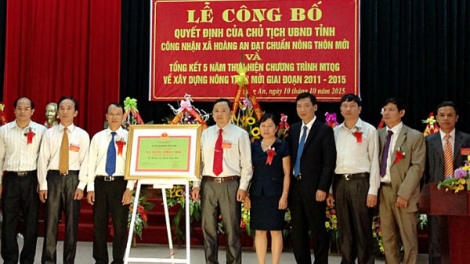 LỄ CÔNG BỐ
QUYẾT ĐỊNH CỦA CHỦ TỊCH UBND TỈNH
CÔNG NHẬN XÃ HOÀNG AN ĐẠT CHUẨN NÔNG THÔN MỚI
VÀ
TỔNG KẾT 5 NĂM THỰC HIỆN CHƯƠNG TRÌNH MTQG
VỀ XÂY DỰNG NÔNG THÔN MỚI GIAI ĐOẠN 2011 - 2015
An, ngày 10 tháng 10 năm 2015